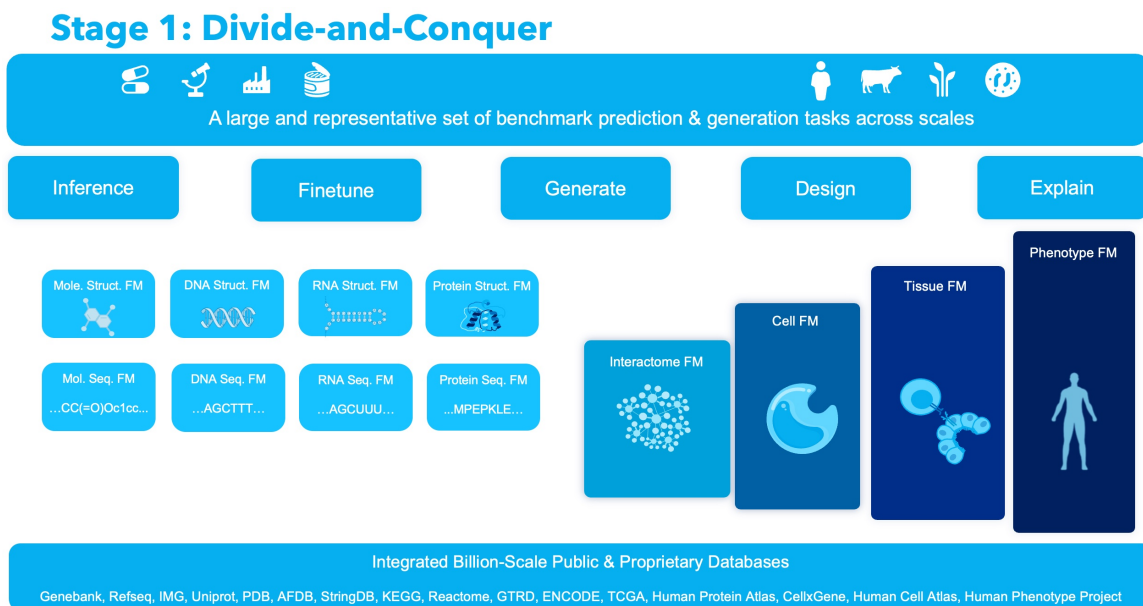 Stage 1: Divide-and-Conquer
A large and representative set of benchmark prediction & generation tasks across scales
Inference
Finetune
Generate
Design
Explain
Mole. Struct. FM
DNA Struct. FM
RNA Struct. FM
Protein Struct. FM
Mol. Seq. FM
...CC(=O)Oc1cc...
DNA Seq. FM
...AGCTTT...
RNA Seq. FM
...AGCUUU...
Protein Seq. FM
...MPEPKLE...
Interactome FM
Cell FM
Tissue FM
Phenotype FM
Integrated Billion-Scale Public & Proprietary Databases
Genebank, Refseq, IMG, Uniprot, PDB, AFDB, StringDB, KEGG, Reactome, GTRD, ENCODE, TCGA, Human Protein Atlas, CellxGene, Human Cell Atlas, Human Phenotype Project